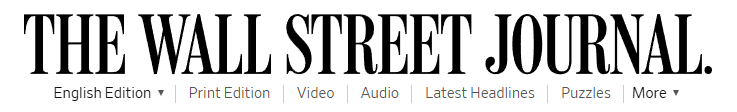 THE WALL STREET JOURNAL.
English Edition ▼ Print Edition Video Audio Latest Headlines Puzzles More ▼